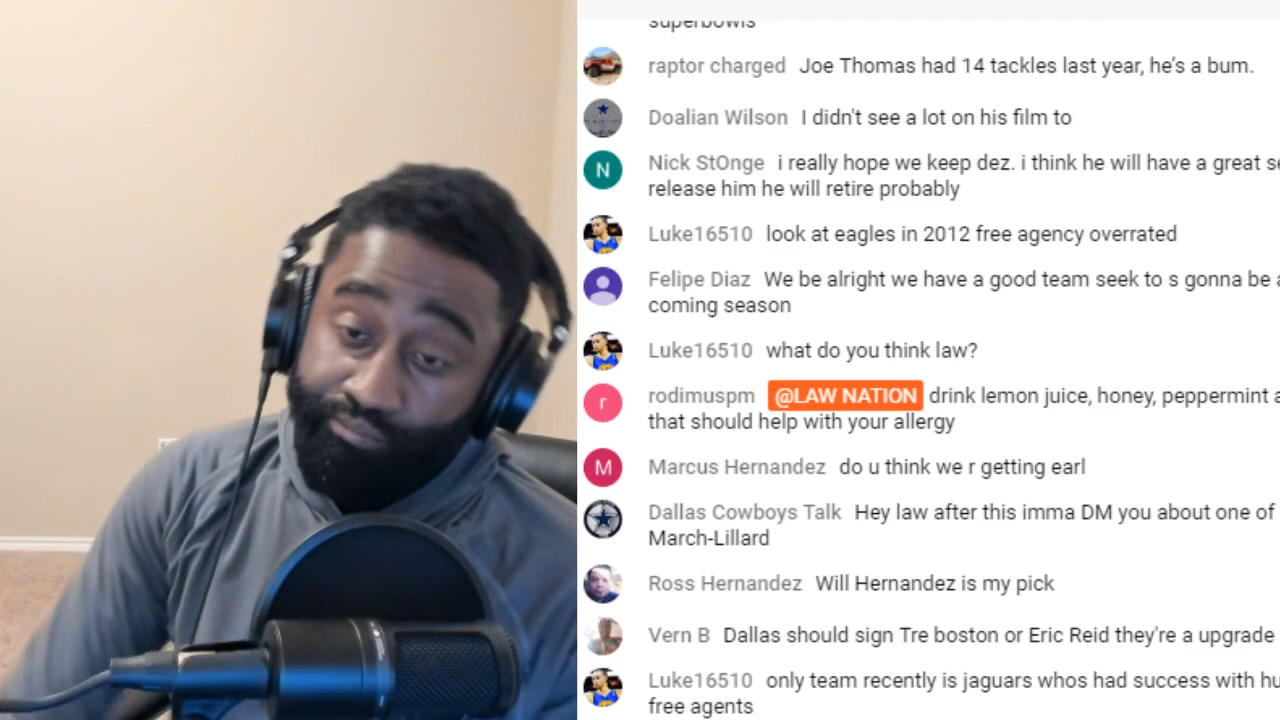 superbowls
raptor charged Joe Thomas had 14 tackles last year, he's a bum.
Doalian Wilson I didn't see a lot on his film to
Nick StOnge i really hope we keep dez. i think he will have a great se
release him he will retire probably
Luke16510 look at eagles in 2012 free agency overrated
Felipe Diaz We be alright we have a good team seek to s gonna be a
coming season
Luke16510 what do you think law?
rodimuspm @LAW NATION drink lemon juice, honey, peppermint a
that should help with your allergy
Marcus Hernandez do u think we r getting earl
Dallas Cowboys Talk Hey law after this imma DM you about one of
March-Lillard
Ross Hernandez Will Hernandez is my pick
Vern B Dallas should sign Tre boston or Eric Reid they're a upgrade
Luke16510 only team recently is jaguars whos had success with hu
free agents
N
r
M